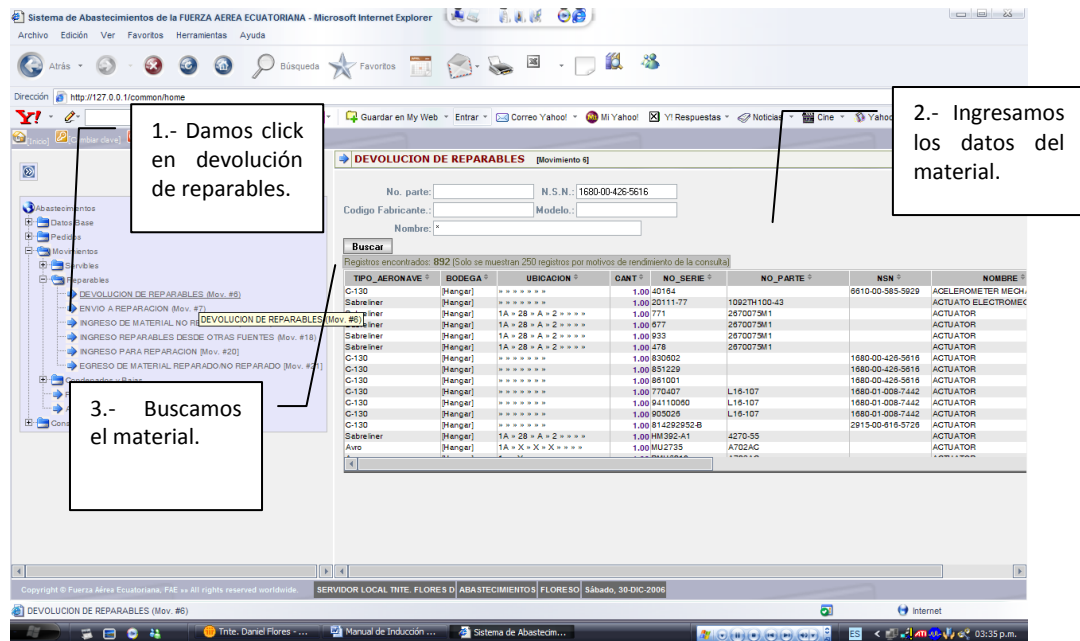 Sistema de Abastecimientos de la FUERZA AEREA ECUATORIANA - Microsoft Internet Explorer
Archivo Edición Ver Favoritos Herramientas Ayuda
Atrás Búsqueda Favoritos
Dirección http://127.0.0.1/common/home
Y! Guardar en My Web Entrar Correo Yahoo! Mi Yahoo! Y! Respuestas Noticias Cine Yahoo
[Inicio] [Cambiar clave]
1.- Damos click
en devolución
de reparables.
2.- Ingresamos
los datos del
material.
3.- Buscamos
el material.
Abastecimientos
Datos Base
Pedidos
Movimientos
Servibles
Reparables
DEVOLUCION DE REPARABLES (Mov. #6)
ENVIO A REPARACION (Mov. #7)
INGRESO DE MATERIAL NO
DEVOLUCION DE REPARABLES (Mov. #6)
INGRESO REPARABLES DESDE OTRAS FUENTES (Mov. #18)
INGRESO PARA REPARACION [Mov. #20]
EGRESO DE MATERIAL REPARADO/NO REPARADO [Mov. #21]
Condenados y Bajas
DEVOLUCION DE REPARABLES [Movimiento 6]
No. parte: N.S.N.: 1680-00-426-5616
Codigo Fabricante.: Modelo.:
Nombre: *
Buscar
Registros encontrados: 892 [Solo se muestran 250 registros por motivos de rendimiento de la consulta]
TIPO_AERONAVE BODEGA UBICACION CANT NO_SERIE NO_PARTE NSN NOMBRE
C-130 [Hangar] » » » » » » » 1.00 40164 6610-00-585-5929 ACELEROMETER MECHA
Sabreliner [Hangar] » » » » » » » 1.00 20111-77 1092TH100-43 ACTUATO ELECTROMEC
Sabreliner [Hangar] 1A » 28 » A » 2 » » » » 1.00 771 2670075M1 ACTUATOR
Sabreliner [Hangar] 1A » 28 » A » 2 » » » » 1.00 677 2670075M1 ACTUATOR
Sabreliner [Hangar] 1A » 28 » A » 2 » » » » 1.00 933 2670075M1 ACTUATOR
Sabreliner [Hangar] 1A » 28 » A » 2 » » » » 1.00 478 2670075M1 ACTUATOR
C-130 [Hangar] » » » » » » » 1.00 830602 1680-00-426-5616 ACTUATOR
C-130 [Hangar] » » » » » » » 1.00 851229 1680-00-426-5616 ACTUATOR
C-130 [Hangar] » » » » » » » 1.00 861001 1680-00-426-5616 ACTUATOR
C-130 [Hangar] » » » » » » » 1.00 770407 L16-107 1680-01-008-7442 ACTUATOR
C-130 [Hangar] » » » » » » » 1.00 94110060 L16-107 1680-01-008-7442 ACTUATOR
C-130 [Hangar] » » » » » » » 1.00 905026 L16-107 1680-01-008-7442 ACTUATOR
C-130 [Hangar] » » » » » » » 1.00 814292952-B 2915-00-616-5726 ACTUATOR
Sabreliner [Hangar] 1A » 28 » A » 2 » » » » 1.00 HM392-A1 4270-55 ACTUATOR
Avro [Hangar] 1A » X » X » X » » » » 1.00 MU2735 A702AC ACTUATOR
Copyright © Fuerza Aérea Ecuatoriana, FAE »» All rights reserved worldwide. SERVIDOR LOCAL TNTE. FLORES D ABASTECIMIENTOS FLORESO Sábado, 30-DIC-2006
DEVOLUCION DE REPARABLES (Mov. #6) Internet
Tnte. Daniel Flores - ... Manual de Inducción ... Sistema de Abastecim... ES 03:35 p.m.